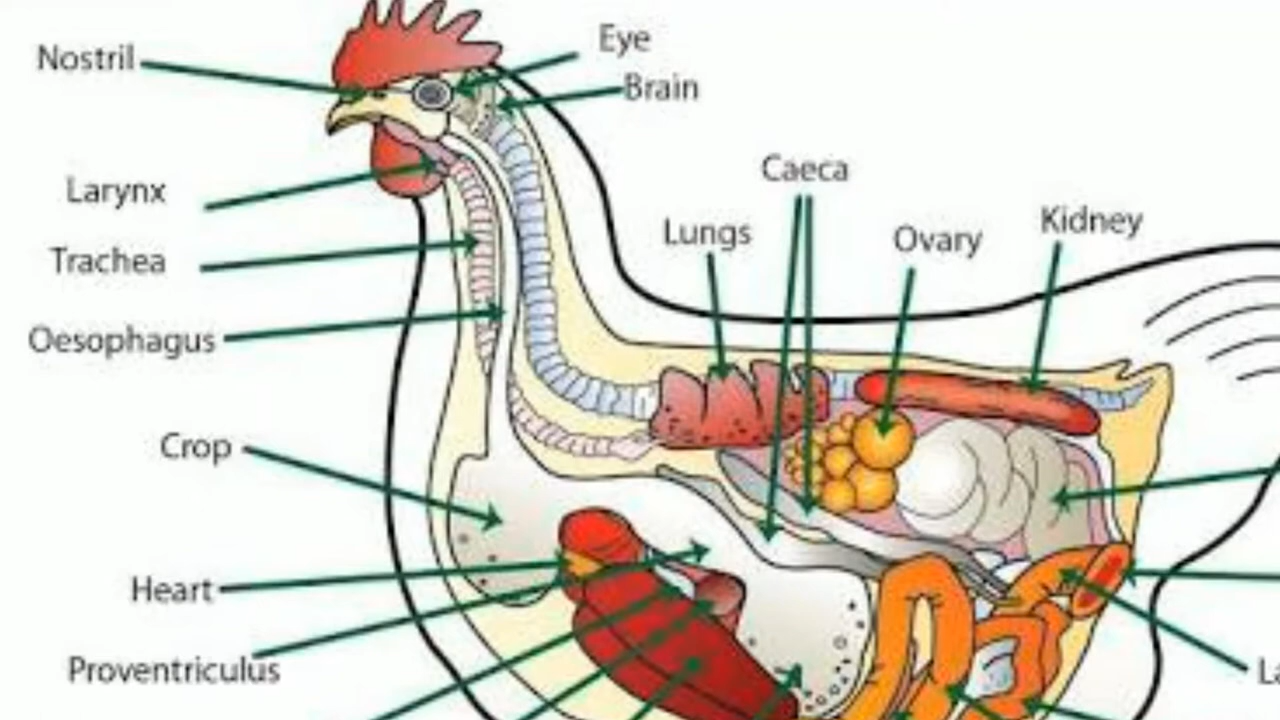 Nostril
Eye
Brain
Caeca
Larynx
Lungs
Ovary
Kidney
Trachea
Oesophagus
Crop
Heart
Proventriculus